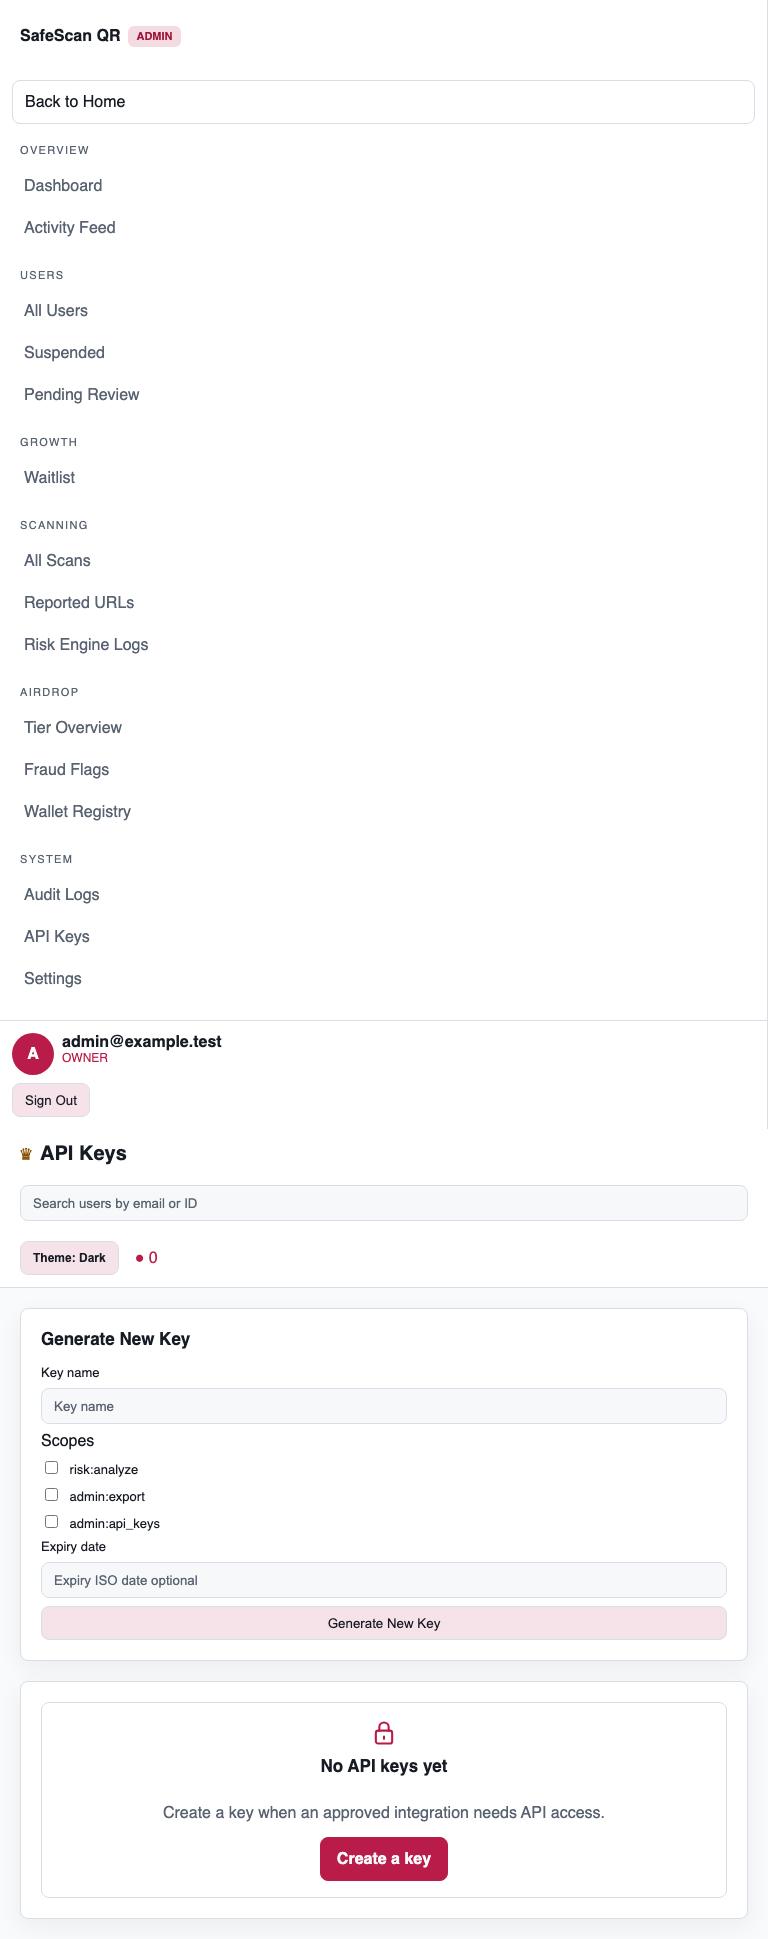 SafeScan QR ADMIN
Back to Home
OVERVIEW
Dashboard
Activity Feed
USERS
All Users
Suspended
Pending Review
GROWTH
Waitlist
SCANNING
All Scans
Reported URLs
Risk Engine Logs
AIRDROP
Tier Overview
Fraud Flags
Wallet Registry
SYSTEM
Audit Logs
API Keys
Settings
A admin@example.test
OWNER
Sign Out
♛ API Keys
Search users by email or ID
Theme: Dark ● 0
Generate New Key
Key name
Key name
Scopes
risk:analyze
admin:export
admin:api_keys
Expiry date
Expiry ISO date optional
Generate New Key
No API keys yet
Create a key when an approved integration needs API access.
Create a key